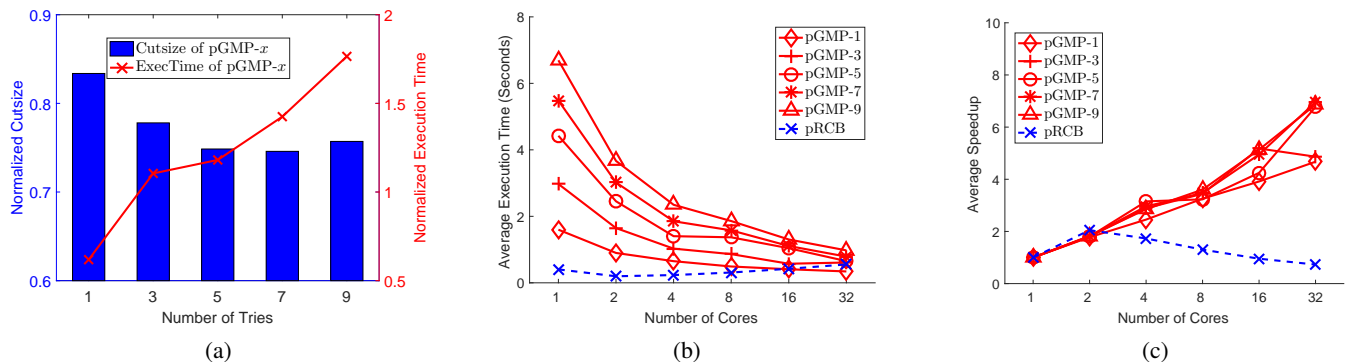 0.9
0.8
0.7
0.6
Normalized Cutsize
Cutsize of pGMP-x
ExecTime of pGMP-x
2
1.5
1
0.5
Normalized Execution Time
1 3 5 7 9
Number of Tries
(a)
8
6
4
2
0
Average Execution Time (Seconds)
pGMP-1
pGMP-3
pGMP-5
pGMP-7
pGMP-9
pRCB
1 2 4 8 16 32
Number of Cores
(b)
10
8
6
4
2
0
Average Speedup
pGMP-1
pGMP-3
pGMP-5
pGMP-7
pGMP-9
pRCB
1 2 4 8 16 32
Number of Cores
(c)